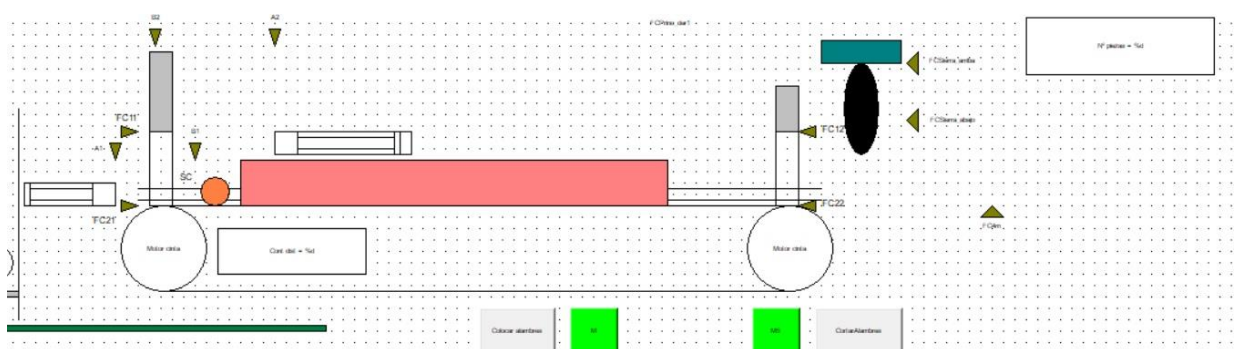 B2
A2
FCPrimo_der1
Nº piezas = %d
FCSierra_arriba
FC11
FC12
FCSierra_abajo
-A1-
B1
SC
FC21
FC22
FCfin
Motor cinta
Cont dist = %d
Motor cinta
Colocar alambres
M
MS
CortarAlambres